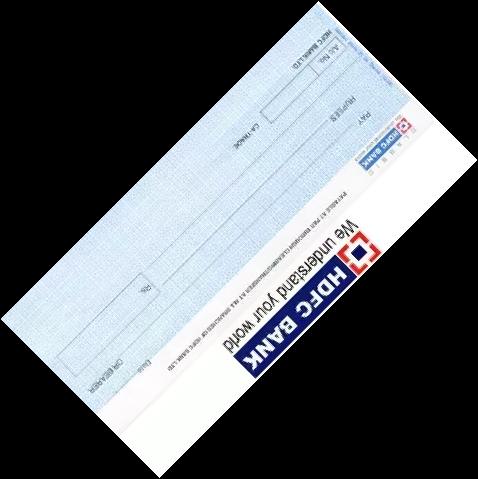 HDFC BANK
We understand your world
PAYABLE AT PAR THROUGH CLEARING/TRANSFER AT ALL BRANCHES OF HDFC BANK LTD
HDFC BANK
Date
PAY
OR BEARER
RUPEES
Rs.
A/c No.
CA-TRADE
HDFC BANK LTD